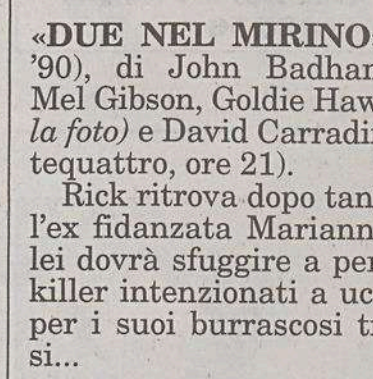 «DUE NEL MIRINO»
'90), di John Badham
Mel Gibson, Goldie Haw
la foto) e David Carradi
tequattro, ore 21).
Rick ritrova dopo tan
l'ex fidanzata Mariann
lei dovrà sfuggire a per
killer intenzionati a uc
per i suoi burrascosi t
si...